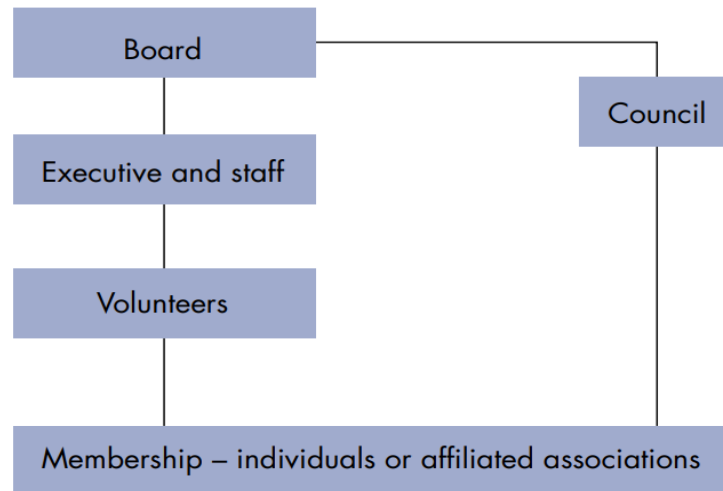 Board
Council
Executive and staff
Volunteers
Membership – individuals or affiliated associations